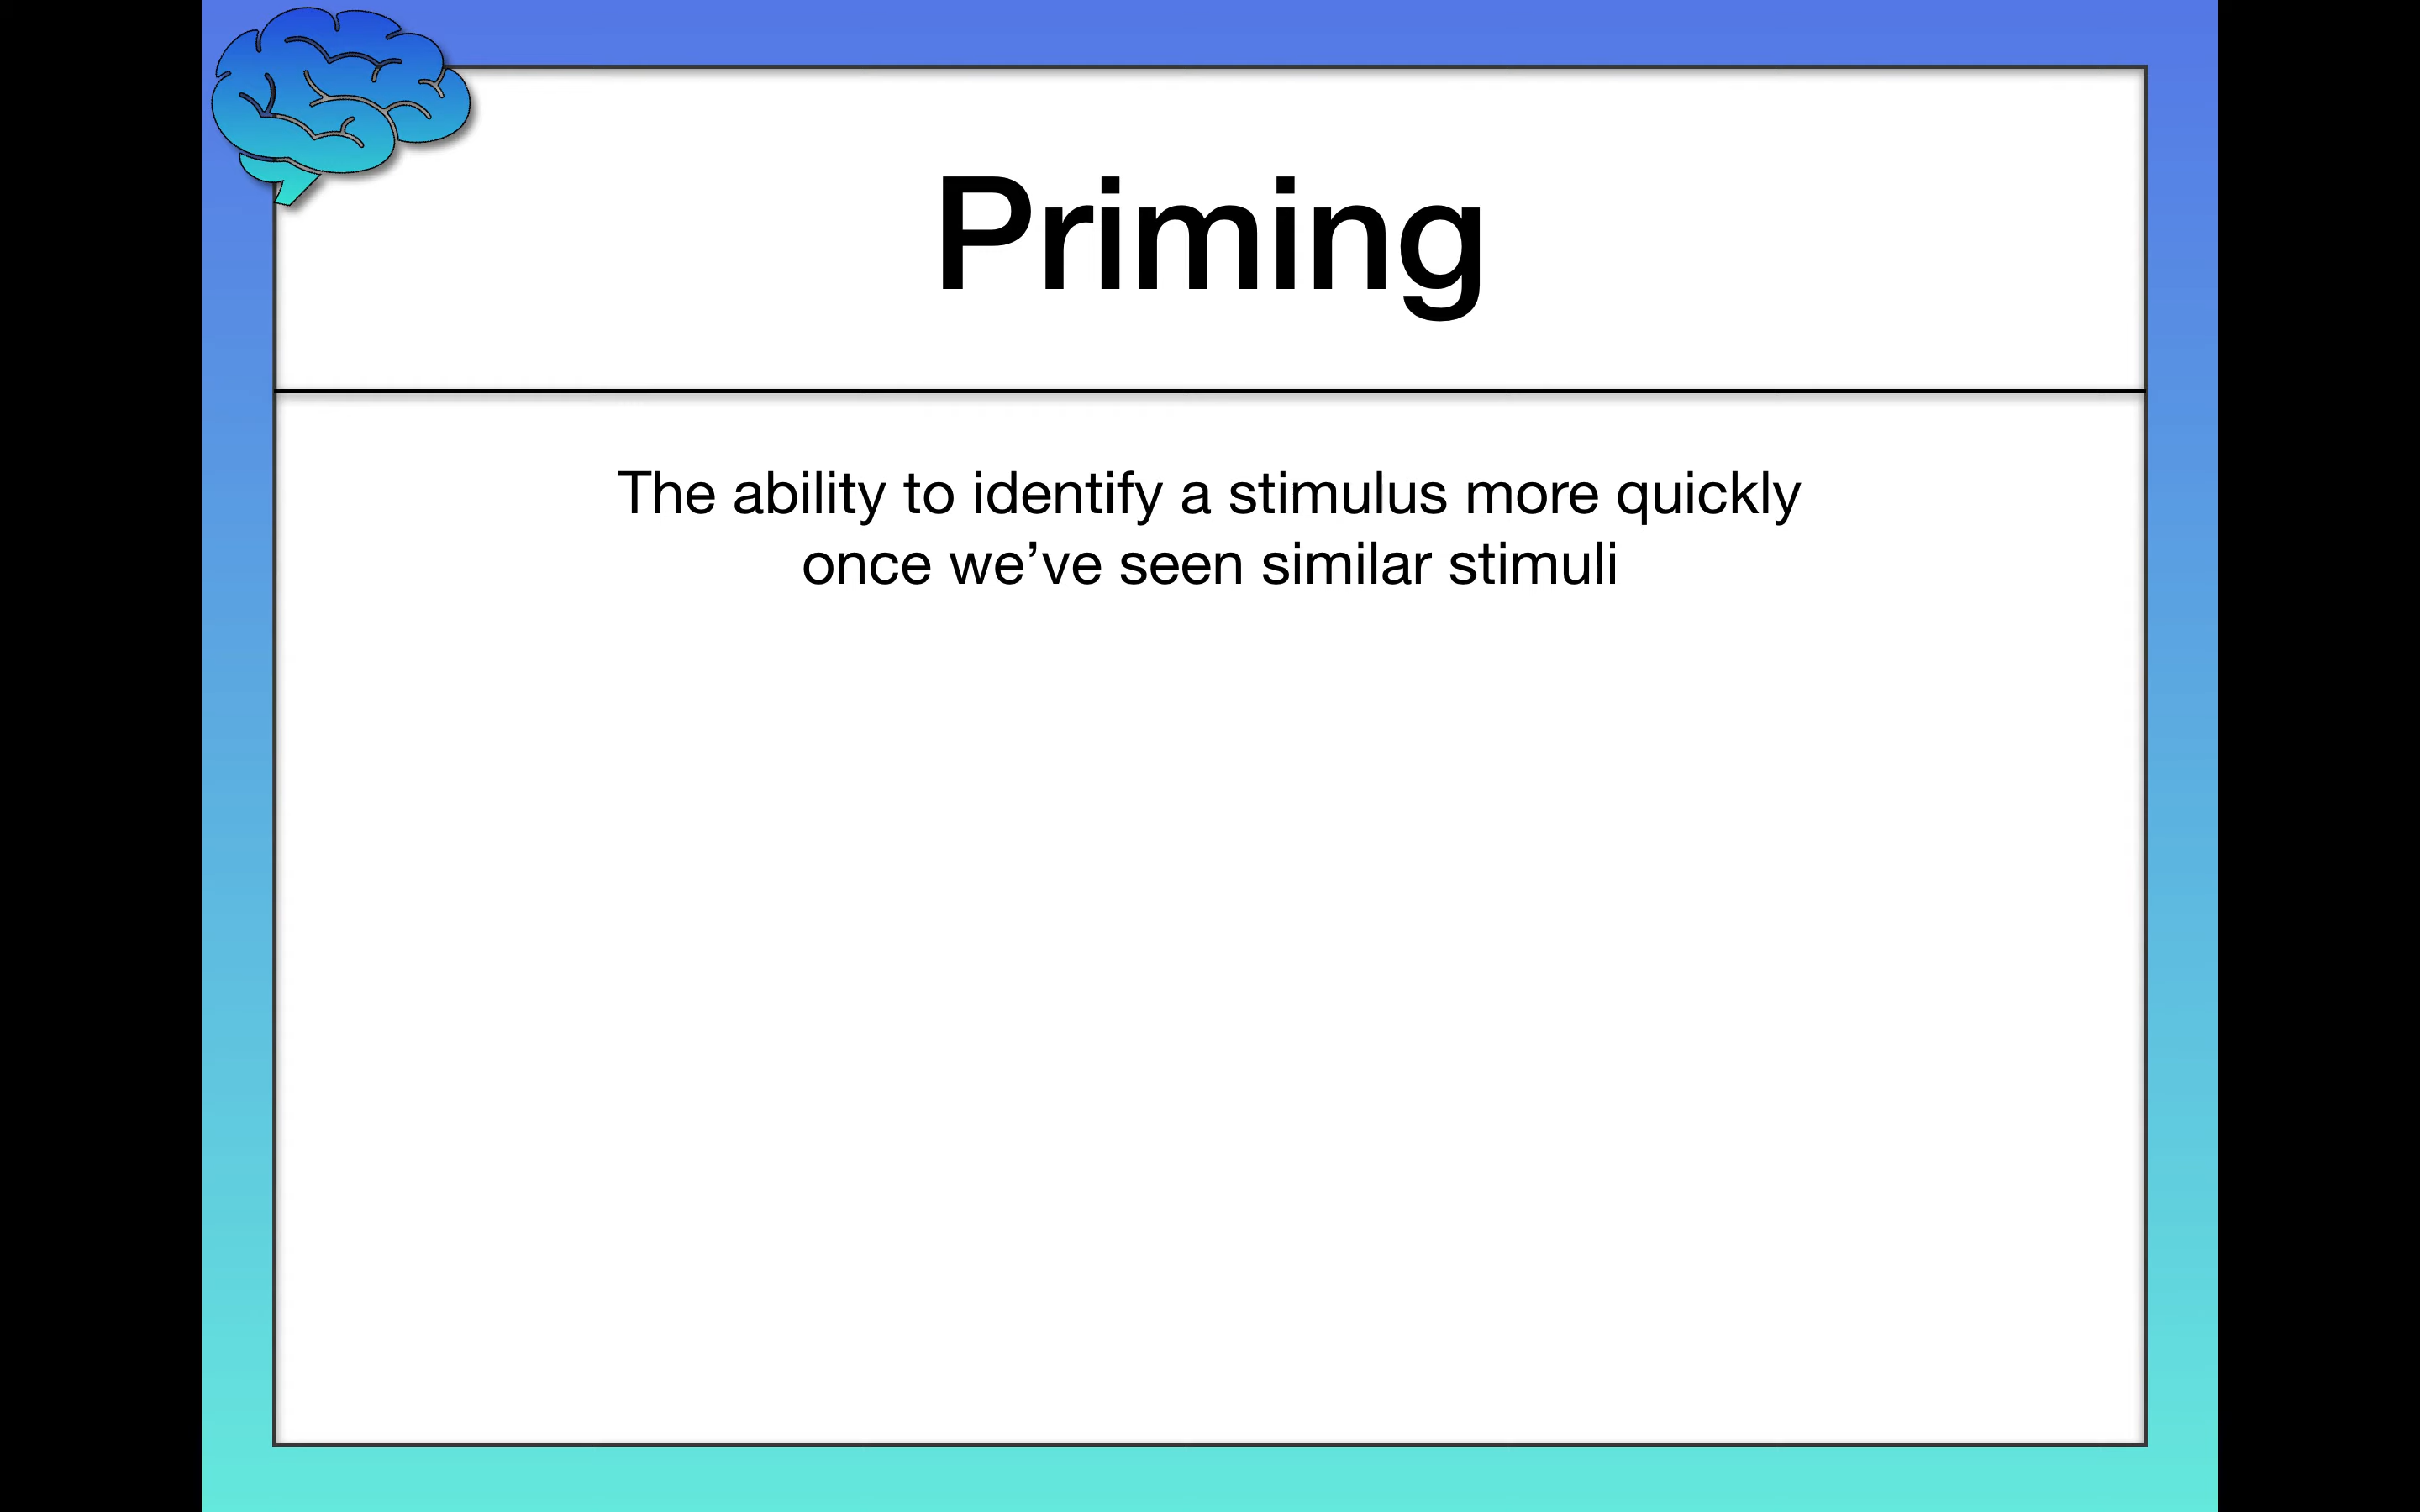 Priming
The ability to identify a stimulus more quickly
once we’ve seen similar stimuli